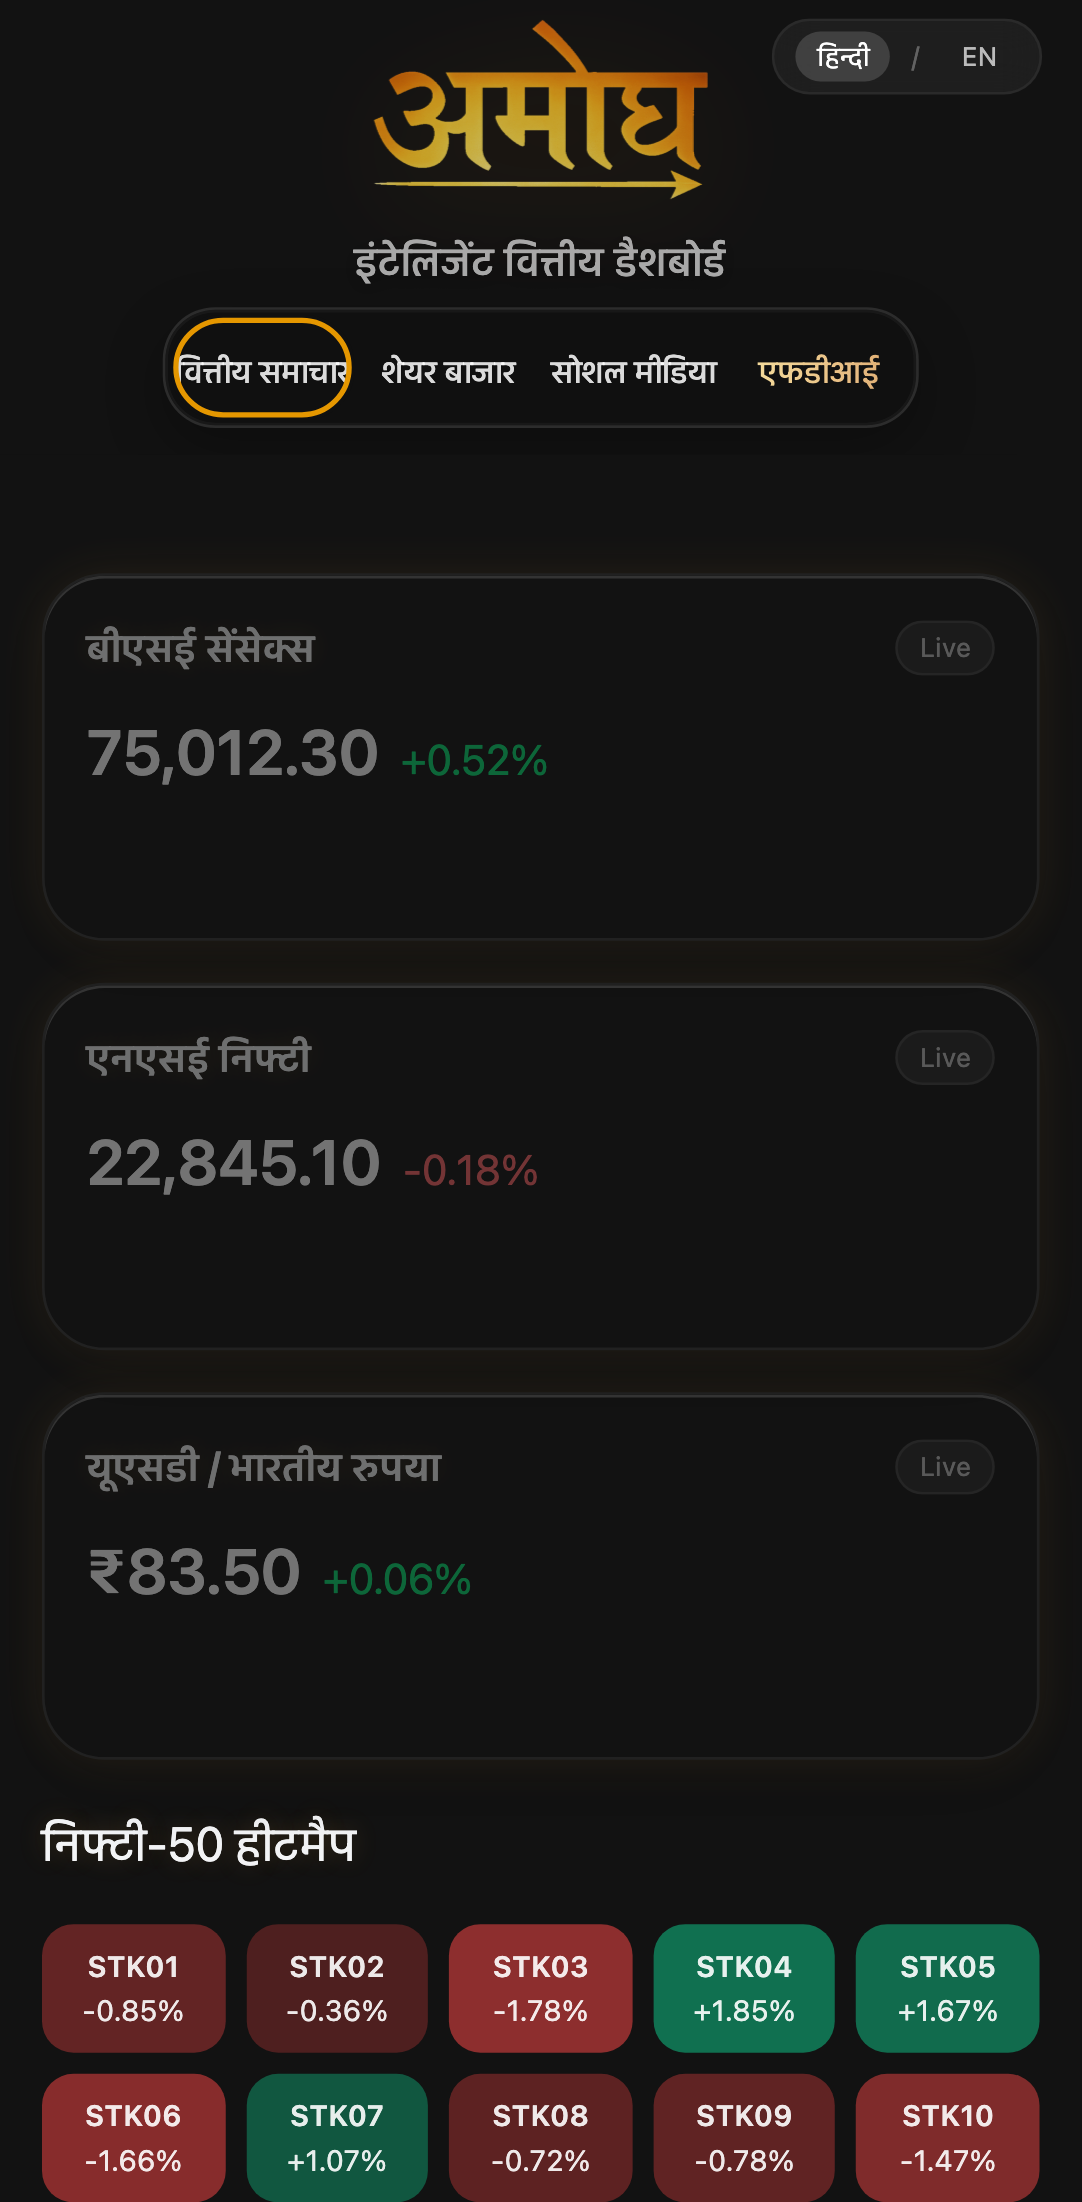 अमोघ
हिन्दी / EN
इंटेलिजेंट वित्तीय डैशबोर्ड
वित्तीय समाचार शेयर बाजार सोशल मीडिया एफडीआई
बीएसई सेंसेक्स Live
75,012.30 +0.52%
एनएसई निफ्टी Live
22,845.10 -0.18%
यूएसडी / भारतीय रुपया Live
₹83.50 +0.06%
निफ्टी-50 हीटमैप
STK01 STK02 STK03 STK04 STK05
-0.85% -0.36% -1.78% +1.85% +1.67%
STK06 STK07 STK08 STK09 STK10
-1.66% +1.07% -0.72% -0.78% -1.47%